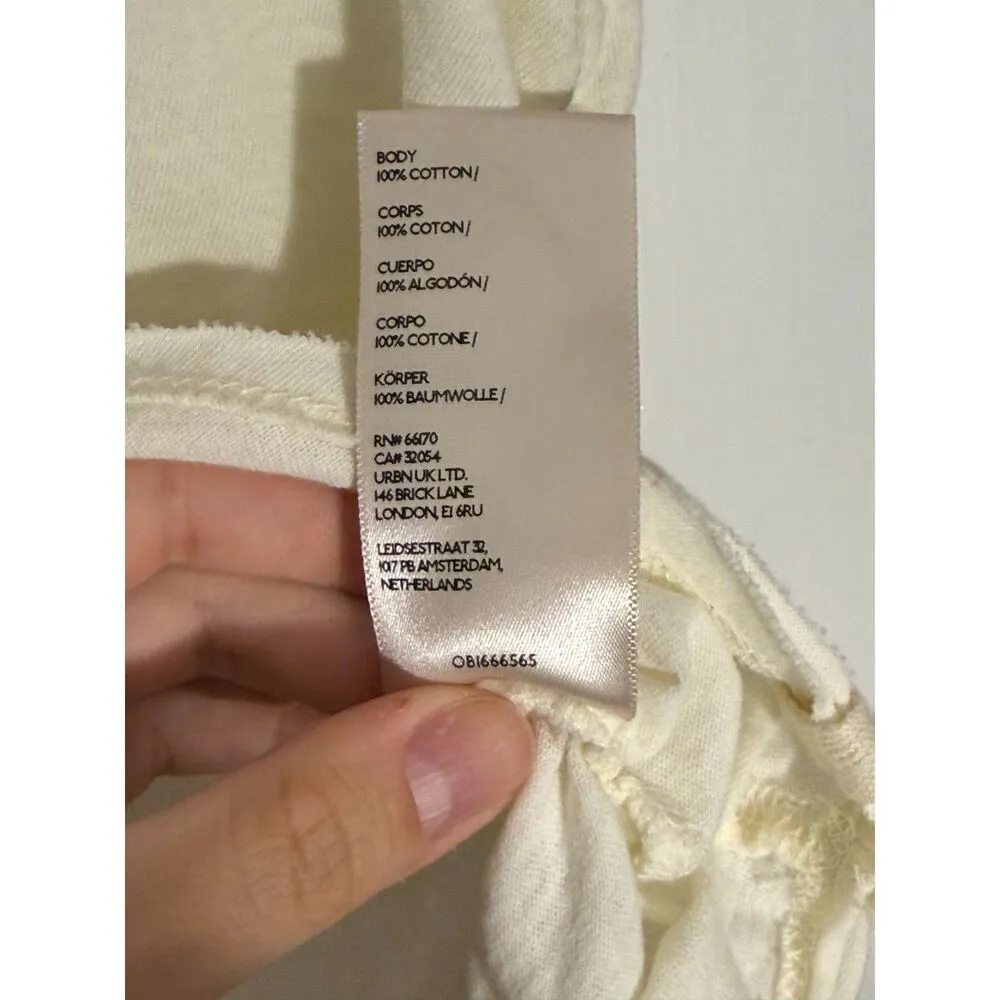 BODY
100% COTTON/
CORPS
100% COTON/
CUERPO
100% ALGODÓN/
CORPO
100% COTONE/
KÖRPER
100% BAUMWOLLE/
RN# 66170
CA# 32054
URBN UK LTD.
146 BRICK LANE
LONDON, E1 6RU
LEIDSESTRAAT 32,
1017 PB AMSTERDAM,
NETHERLANDS
OB1666565